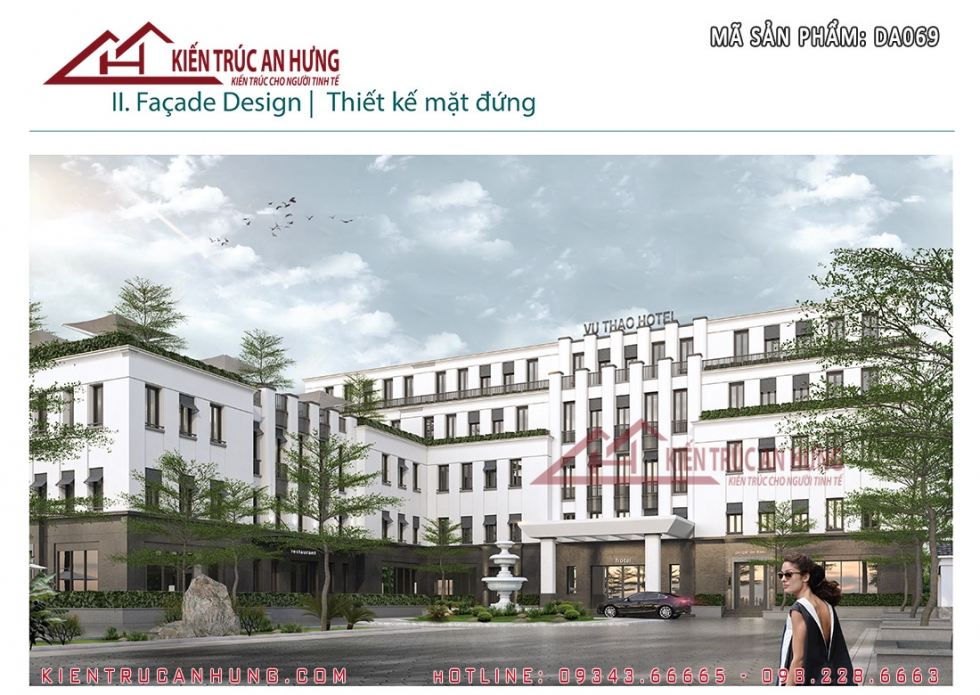 KIẾN TRÚC AN HƯNG
KIẾN TRÚC CHO NGƯỜI TINH TẾ
MÃ SẢN PHẨM: DA069
II. Façade Design | Thiết kế mặt đứng
VU THAO HOTEL
KIẾN TRÚC AN HƯNG
KIẾN TRÚC CHO NGƯỜI TINH TẾ
restaurant
hotel
KIENTRUCANHUNG.COM
HOTLINE: 09343.66665 - 098.228.6663